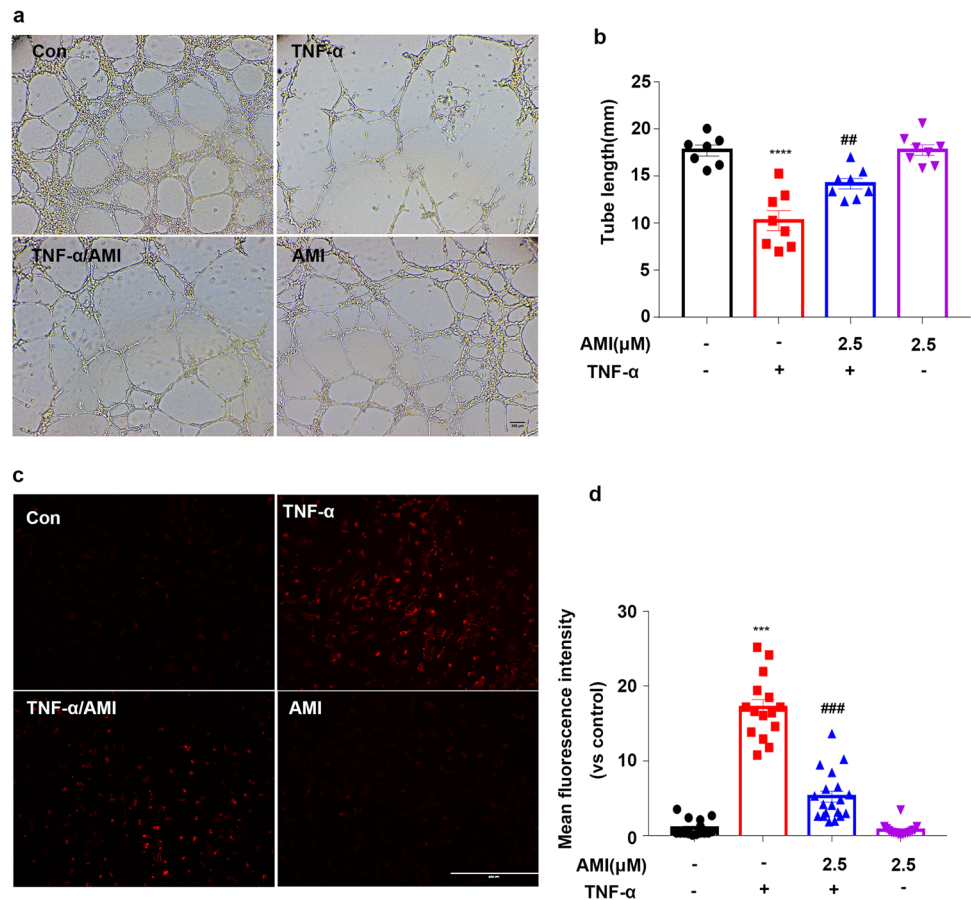 a
Con
TNF-α
TNF-α/AMI
AMI
200 μm
b
Tube length(mm)
25
20
15
10
5
0
****
##
AMI(μM) - - 2.5 2.5
TNF-α - + + -
c
Con
TNF-α
TNF-α/AMI
AMI
d
Mean fluorescence intensity
(vs control)
30
20
10
0
***
###
AMI(μM) - - 2.5 2.5
TNF-α - + + -